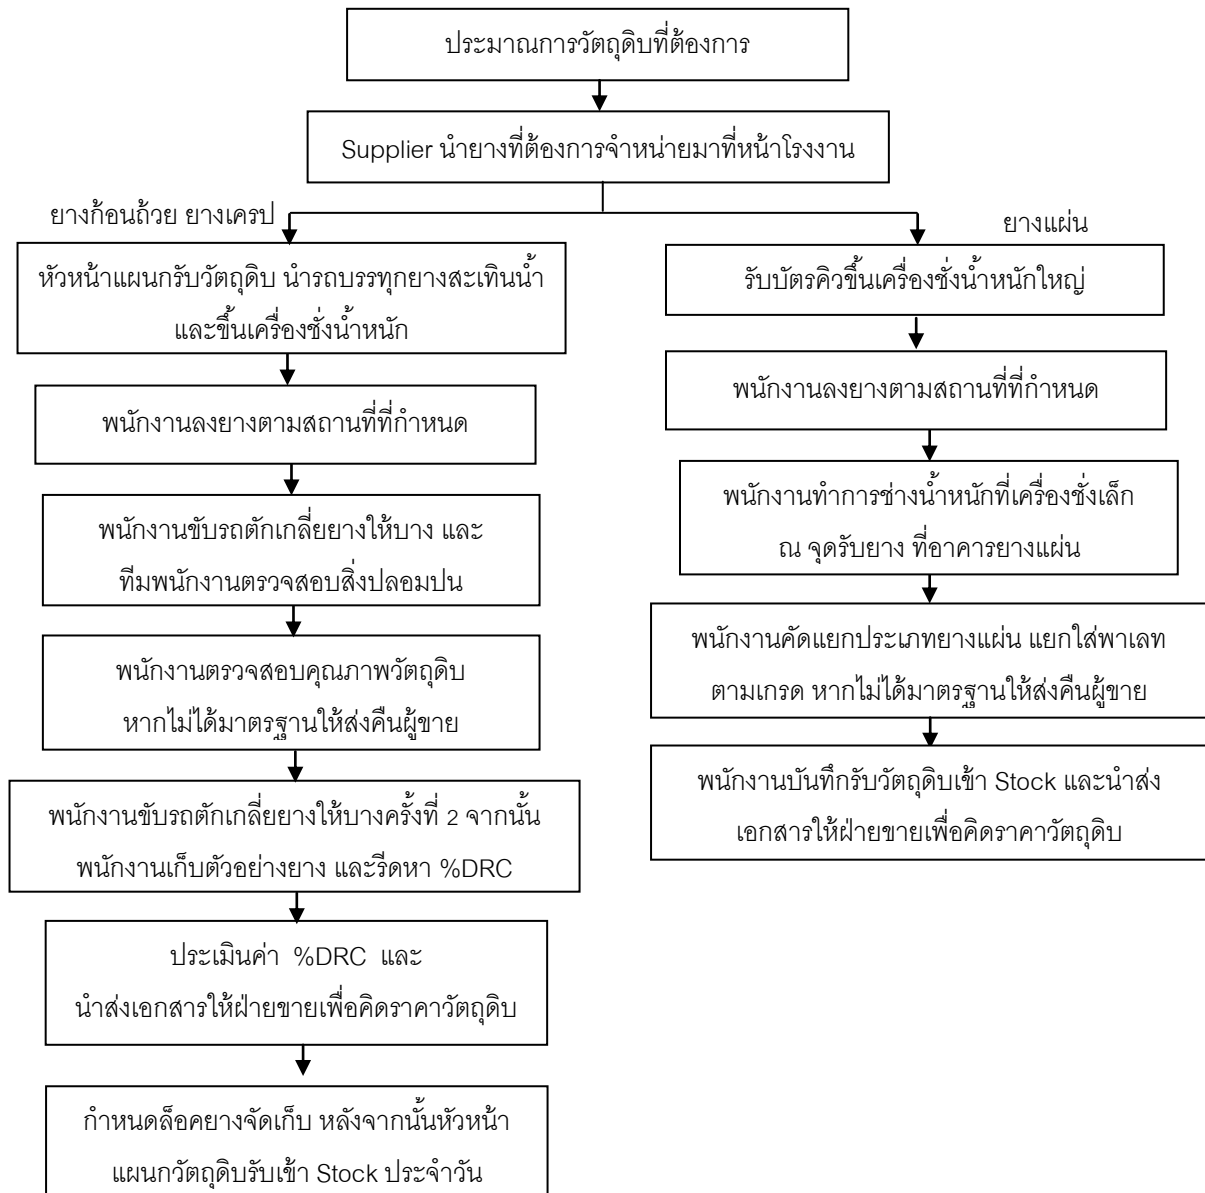 ประมาณการวัตถุดิบที่ต้องการ
Supplier นำยางที่ต้องการจำหน่ายมาที่หน้าโรงงาน
ยางก้อนถ้วย ยางเครป
หัวหน้าแผนกรับวัตถุดิบ นำรถบรรทุกยางสะเทินน้ำ
และขึ้นเครื่องชั่งน้ำหนัก
พนักงานลงยางตามสถานที่ที่กำหนด
พนักงานขับรถตักเกลี่ยยางให้บาง และ
ทีมพนักงานตรวจสอบสิ่งปลอมปน
พนักงานตรวจสอบคุณภาพวัตถุดิบ
หากไม่ได้มาตรฐานให้ส่งคืนผู้ขาย
พนักงานขับรถตักเกลี่ยยางให้บางครั้งที่ 2 จากนั้น
พนักงานเก็บตัวอย่างยาง และรีดหา %DRC
ประเมินค่า %DRC และ
นำส่งเอกสารให้ฝ่ายขายเพื่อคิดราคาวัตถุดิบ
กำหนดล็อคยางจัดเก็บ หลังจากนั้นหัวหน้า
แผนกวัตถุดิบรับเข้า Stock ประจำวัน
ยางแผ่น
รับบัตรคิวขึ้นเครื่องชั่งน้ำหนักใหญ่
พนักงานลงยางตามสถานที่ที่กำหนด
พนักงานทำการช่างน้ำหนักที่เครื่องชั่งเล็ก
ณ จุดรับยาง ที่อาคารยางแผ่น
พนักงานคัดแยกประเภทยางแผ่น แยกใส่พาเลท
ตามเกรด หากไม่ได้มาตรฐานให้ส่งคืนผู้ขาย
พนักงานบันทึกรับวัตถุดิบเข้า Stock และนำส่ง
เอกสารให้ฝ่ายขายเพื่อคิดราคาวัตถุดิบ